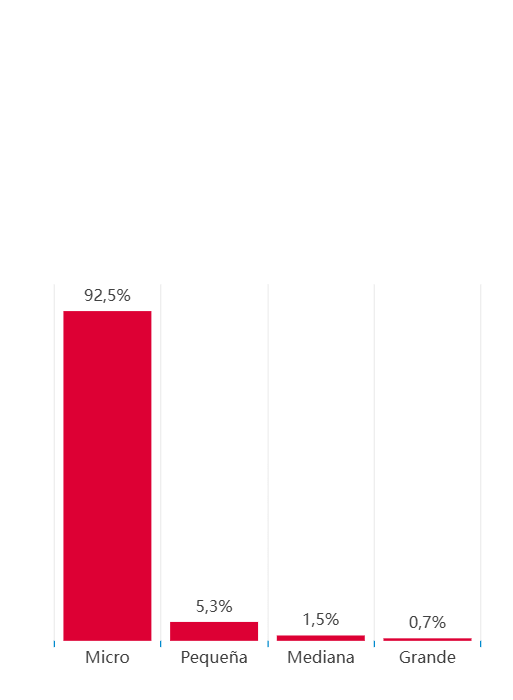 92,5%
5,3%
1,5%
0,7%
Micro
Pequeña
Mediana
Grande